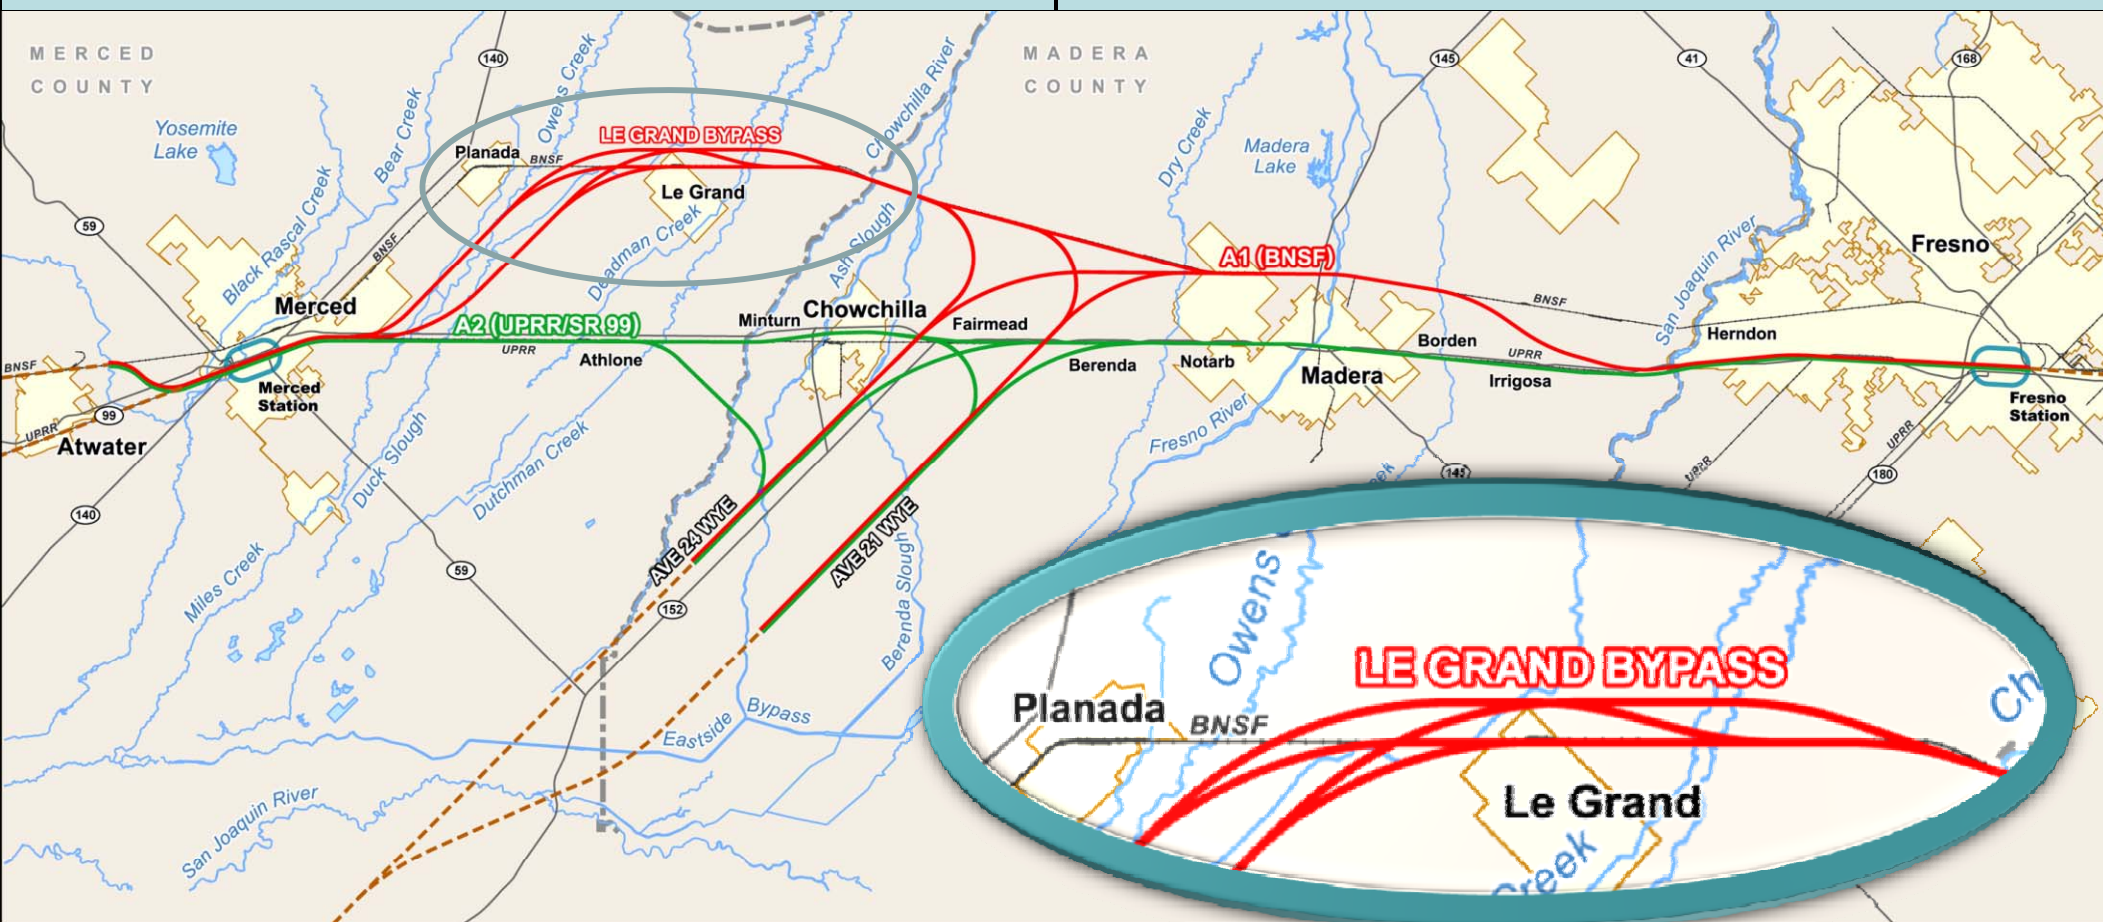 MERCED
COUNTY
140
Owens Creek
Chowchilla River
MADERA
COUNTY
145
41
168
Yosemite
Lake
Bear Creek
LE GRAND BYPASS
Planada
BNSF
Le Grand
Dry Creek
Madera
Lake
59
Black Rascal Creek
BNSF
Deadman Creek
Ash Slough
A1 (BNSF)
San Joaquin River
Fresno
Merced
A2 (UPRR/SR 99)
Minturn
Chowchilla
Fairmead
BNSF
Herndon
BNSF
UPRR
Athlone
Berenda
Notarb
Madera
Borden
UPRR
Irrigosa
Merced
Station
Fresno
Station
99
UPRR
Atwater
Duck Slough
Dutchman Creek
Fresno River
UPRR
140
145
eek
UPRR
180
AVE 24 WYE
AVE 21 WYE
Miles Creek
59
152
Berenda Slough
Eastside Bypass
San Joaquin River
Owens
LE GRAND BYPASS
Planada
BNSF
Ch
Le Grand
Creek